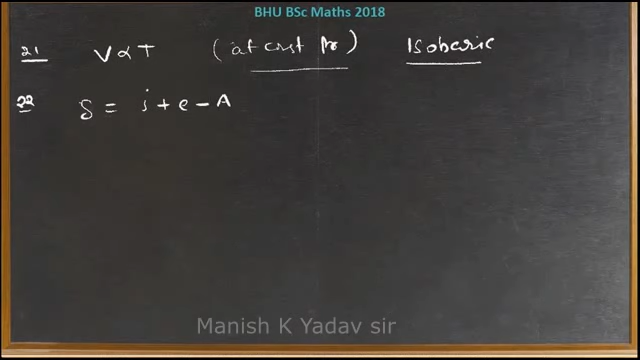 BHU BSc Maths 2018
21 V ∝ T (at cnst Pr) Isobaric
22 δ = i + e − A
Manish K Yadav sir